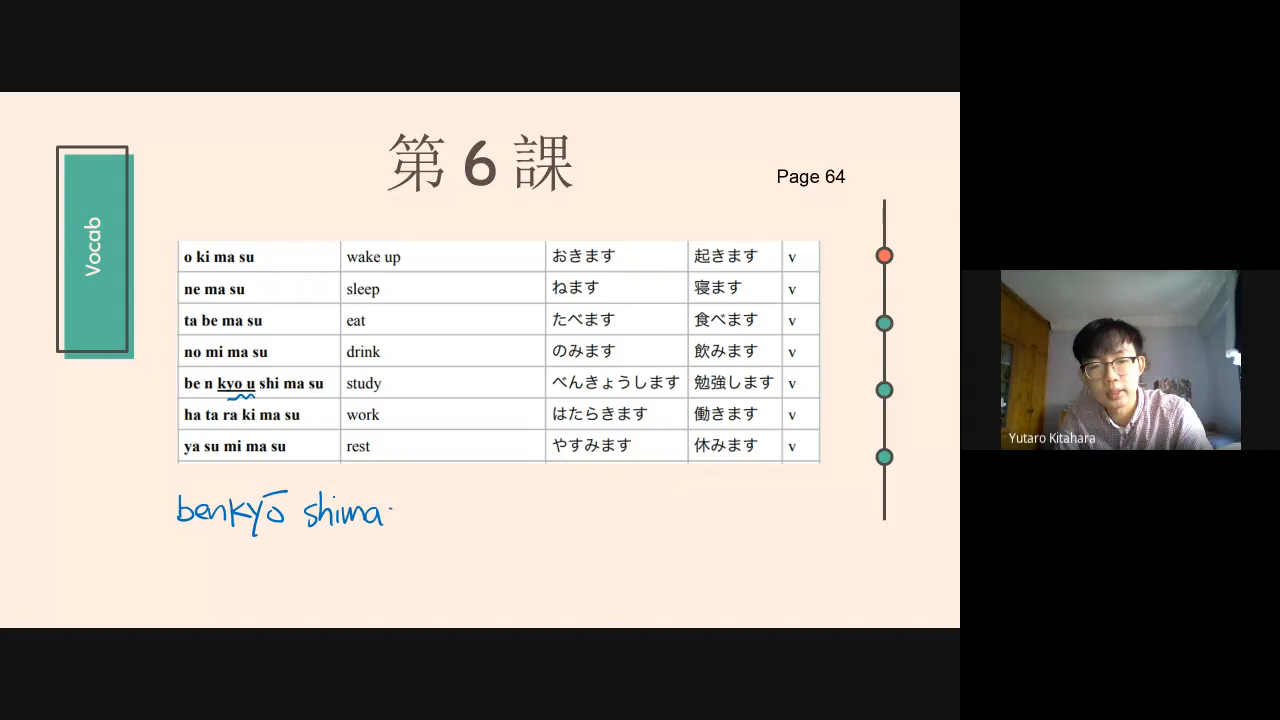 第 6 課
Page 64
Vocab
o ki ma su wake up おきます 起きます v
ne ma su sleep ねます 寝ます v
ta be ma su eat たべます 食べます v
no mi ma su drink のみます 飲みます v
be n kyo u shi ma su study べんきょうします 勉強します v
ha ta ra ki ma su work はたらきます 働きます v
ya su mi ma su rest やすみます 休みます v
benkyō shima
Yutaro Kitahara